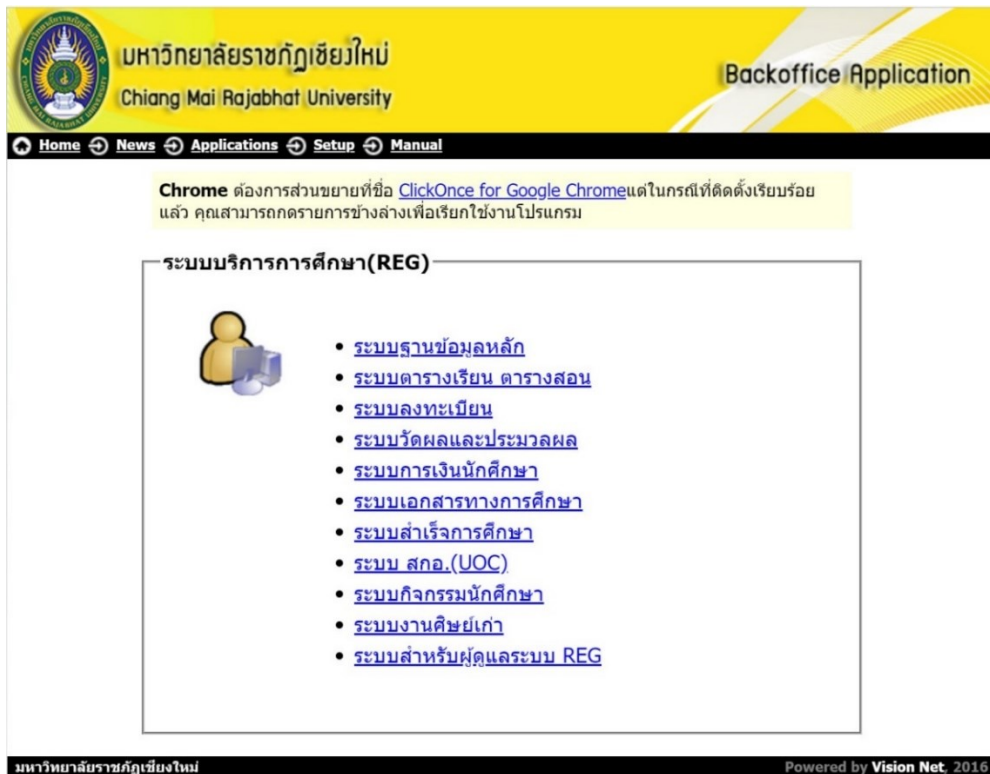 มหาวิทยาลัยราชภัฏเชียงใหม่
Chiang Mai Rajabhat University
Backoffice Application
Home News Applications Setup Manual
Chrome ต้องการส่วนขยายที่ชื่อ ClickOnce for Google Chromeแต่ในกรณีที่ติดตั้งเรียบร้อย
แล้ว คุณสามารถกดรายการข้างล่างเพื่อเรียกใช้งานโปรแกรม
ระบบบริการการศึกษา(REG)
ระบบฐานข้อมูลหลัก
ระบบตารางเรียน ตารางสอน
ระบบลงทะเบียน
ระบบวัดผลและประมวลผล
ระบบการเงินนักศึกษา
ระบบเอกสารทางการศึกษา
ระบบสำเร็จการศึกษา
ระบบ สกอ.(UOC)
ระบบกิจกรรมนักศึกษา
ระบบงานศิษย์เก่า
ระบบสำหรับผู้ดูแลระบบ REG
มหาวิทยาลัยราชภัฏเชียงใหม่
Powered by Vision Net, 2016